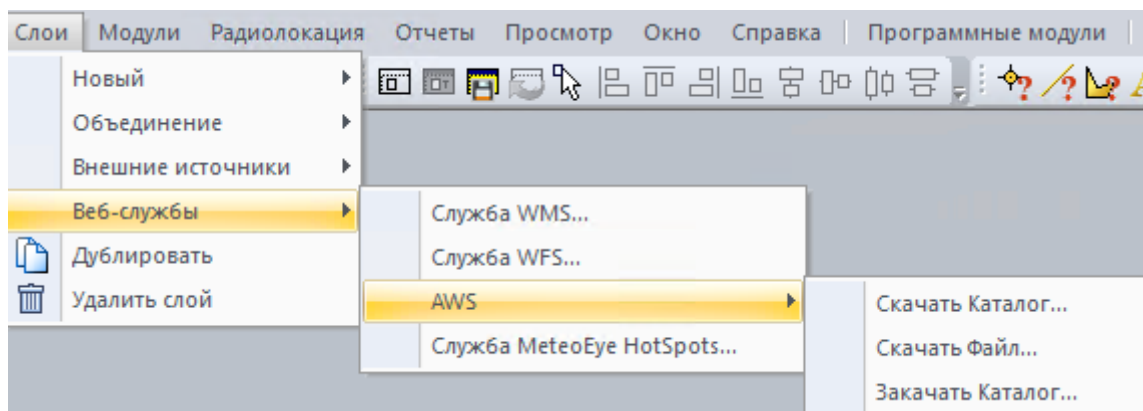 Слои Модули Радиолокация Отчеты Просмотр Окно Справка Программные модули
Новый
Объединение
Внешние источники
Веб-службы
Дублировать
Удалить слой
Служба WMS...
Служба WFS...
AWS
Служба MeteoEye HotSpots...
Скачать Каталог...
Скачать Файл...
Закачать Каталог...